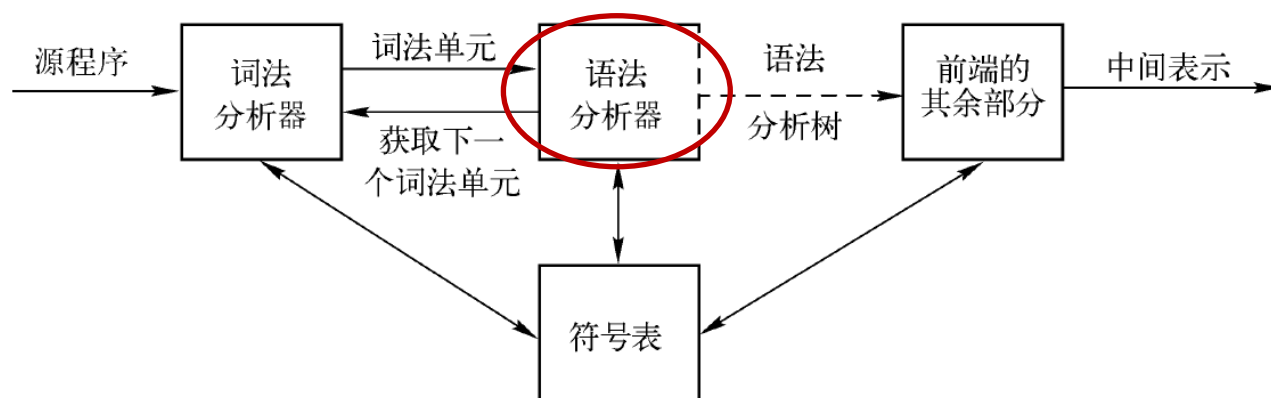 源程序
词法
分析器
词法单元
获取下一
个词法单元
语法
分析器
语法
分析树
前端的
其余部分
中间表示
符号表